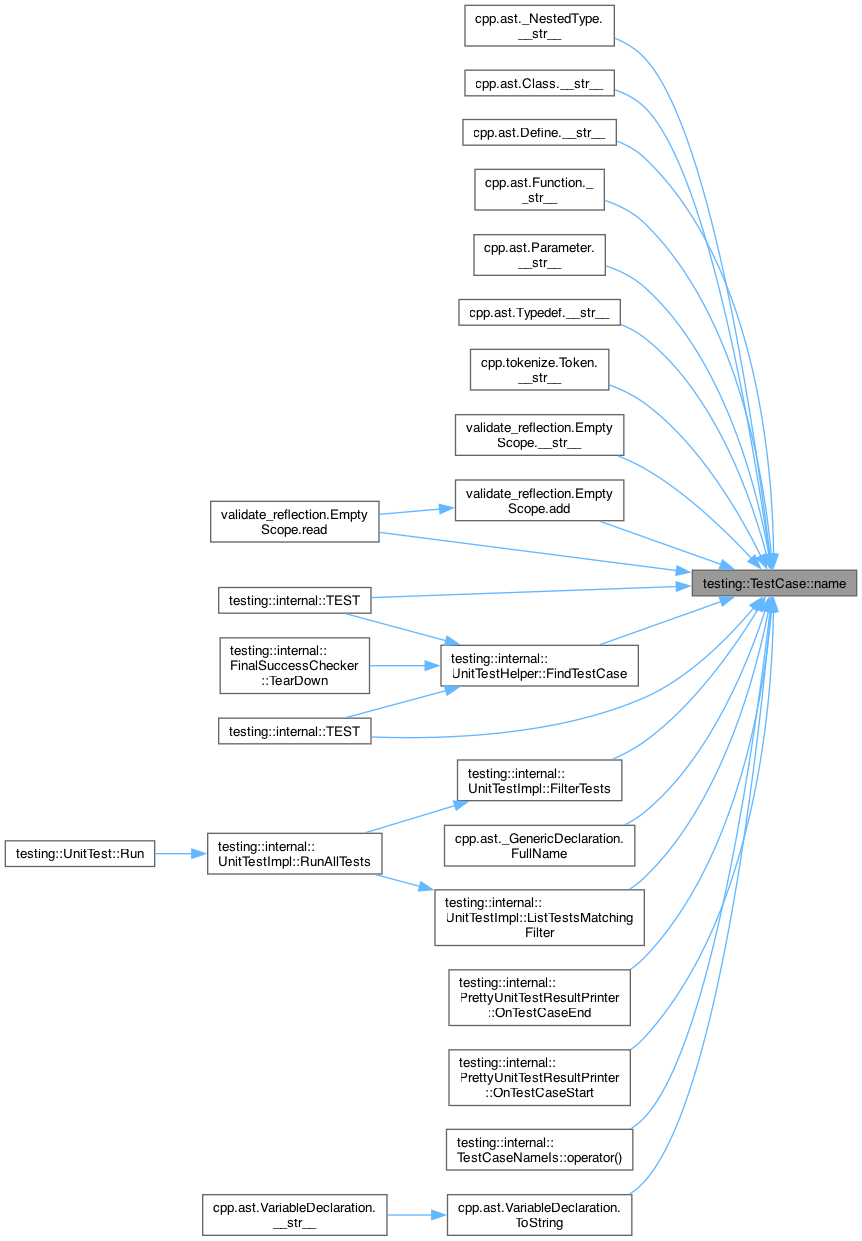 cpp.ast._NestedType.
__str__
cpp.ast.Class.__str__
cpp.ast.Define.__str__
cpp.ast.Function._
_str__
cpp.ast.Parameter.
__str__
cpp.ast.Typedef.__str__
cpp.tokenize.Token.
__str__
validate_reflection.Empty
Scope.__str__
validate_reflection.Empty
Scope.add
validate_reflection.Empty
Scope.read
testing::TestCase::name
testing::internal::TEST
testing::internal::
FinalSuccessChecker
::TearDown
testing::internal::
UnitTestHelper::FindTestCase
testing::internal::TEST
testing::internal::
UnitTestImpl::FilterTests
cpp.ast._GenericDeclaration.
FullName
testing::UnitTest::Run
testing::internal::
UnitTestImpl::RunAllTests
testing::internal::
UnitTestImpl::ListTestsMatching
Filter
testing::internal::
PrettyUnitTestResultPrinter
::OnTestCaseEnd
testing::internal::
PrettyUnitTestResultPrinter
::OnTestCaseStart
testing::internal::
TestCaseNameIs::operator()
cpp.ast.VariableDeclaration.
__str__
cpp.ast.VariableDeclaration.
ToString